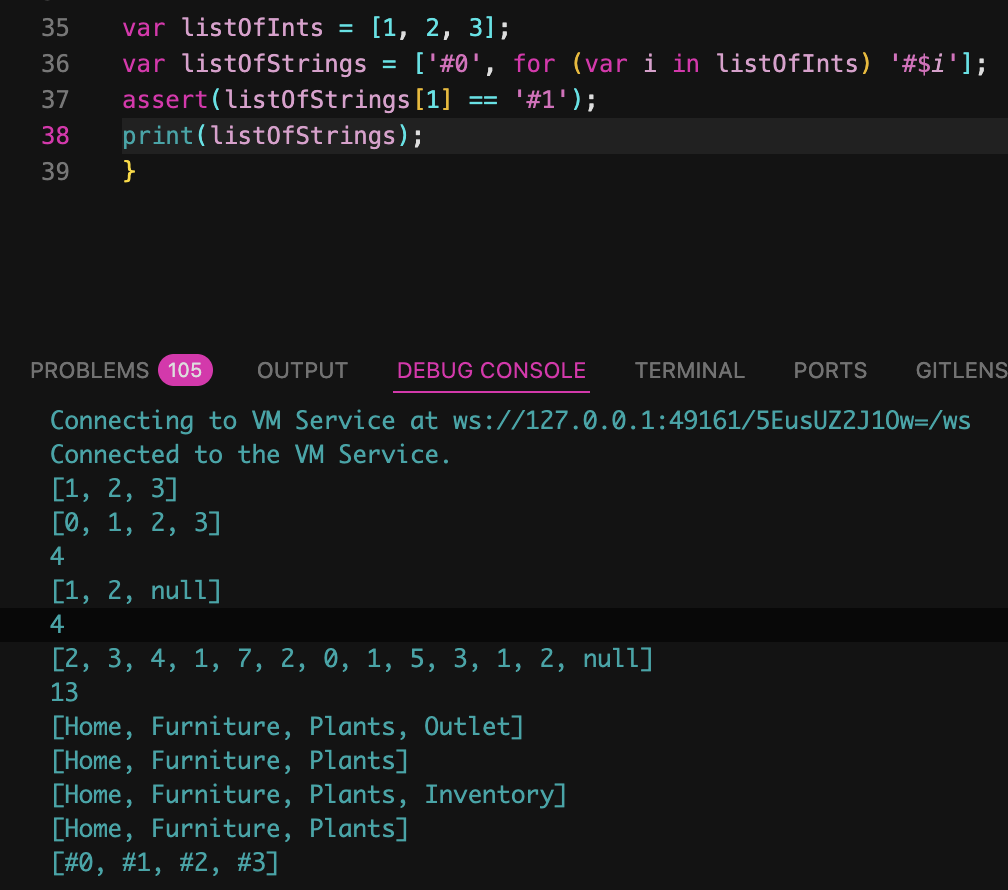 35 var listOfInts = [1, 2, 3];
36 var listOfStrings = ['#0', for (var i in listOfInts) '#$i'];
37 assert(listOfStrings[1] == '#1');
38 print(listOfStrings);
39 }
PROBLEMS 105 OUTPUT DEBUG CONSOLE TERMINAL PORTS GITLENS
Connecting to VM Service at ws://127.0.0.1:49161/5EusUZ2J1Ow=/ws
Connected to the VM Service.
[1, 2, 3]
[0, 1, 2, 3]
4
[1, 2, null]
4
[2, 3, 4, 1, 7, 2, 0, 1, 5, 3, 1, 2, null]
13
[Home, Furniture, Plants, Outlet]
[Home, Furniture, Plants]
[Home, Furniture, Plants, Inventory]
[Home, Furniture, Plants]
[#0, #1, #2, #3]